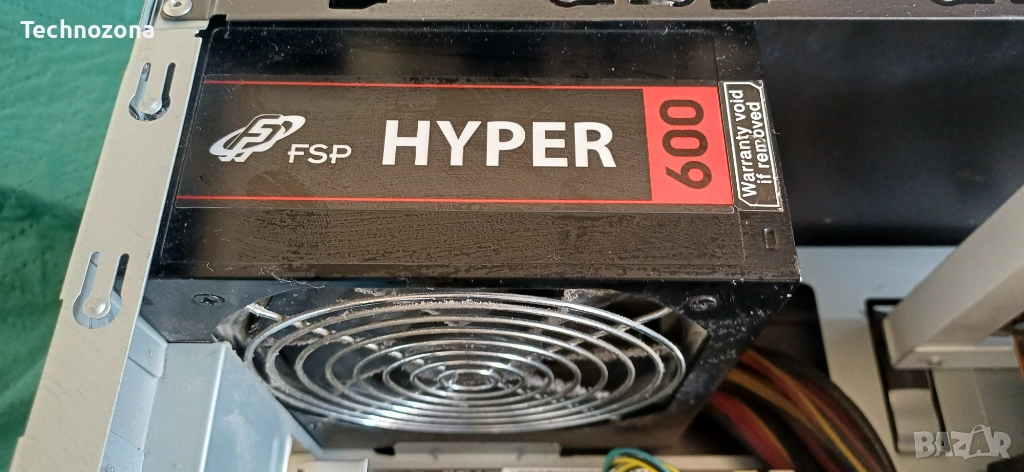 Technozona
FSP
HYPER
600
Warranty void
if removed
BAZAR